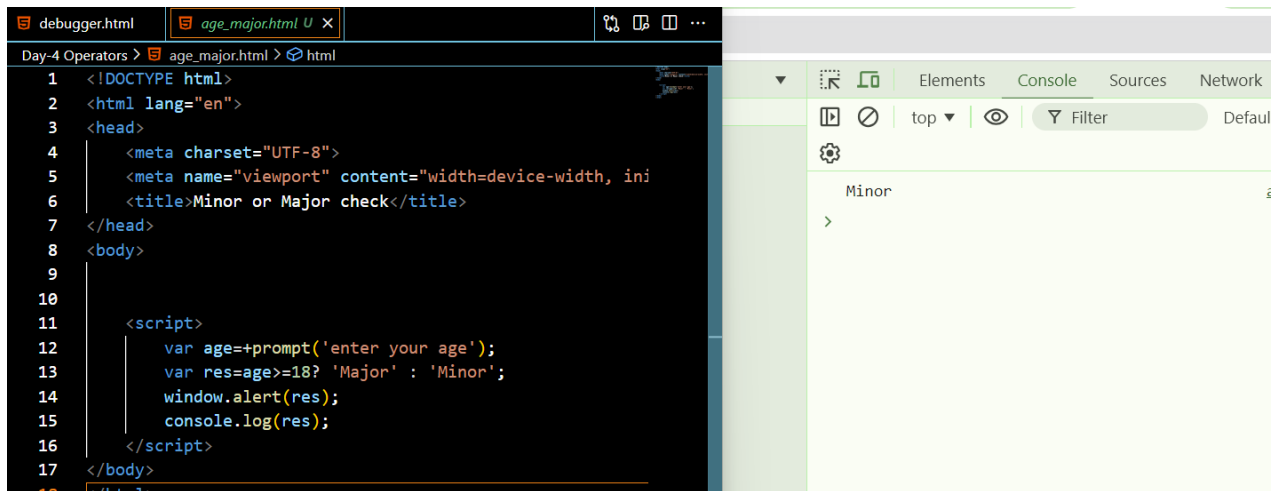 debugger.html
age_major.html U
Day-4 Operators > age_major.html > html
1 <!DOCTYPE html>
2 <html lang="en">
3 <head>
4 <meta charset="UTF-8">
5 <meta name="viewport" content="width=device-width, ini
6 <title>Minor or Major check</title>
7 </head>
8 <body>
9
10
11 <script>
12 var age=+prompt('enter your age');
13 var res=age>=18? 'Major' : 'Minor';
14 window.alert(res);
15 console.log(res);
16 </script>
17 </body>
Elements Console Sources Network
top Filter Defaul
Minor